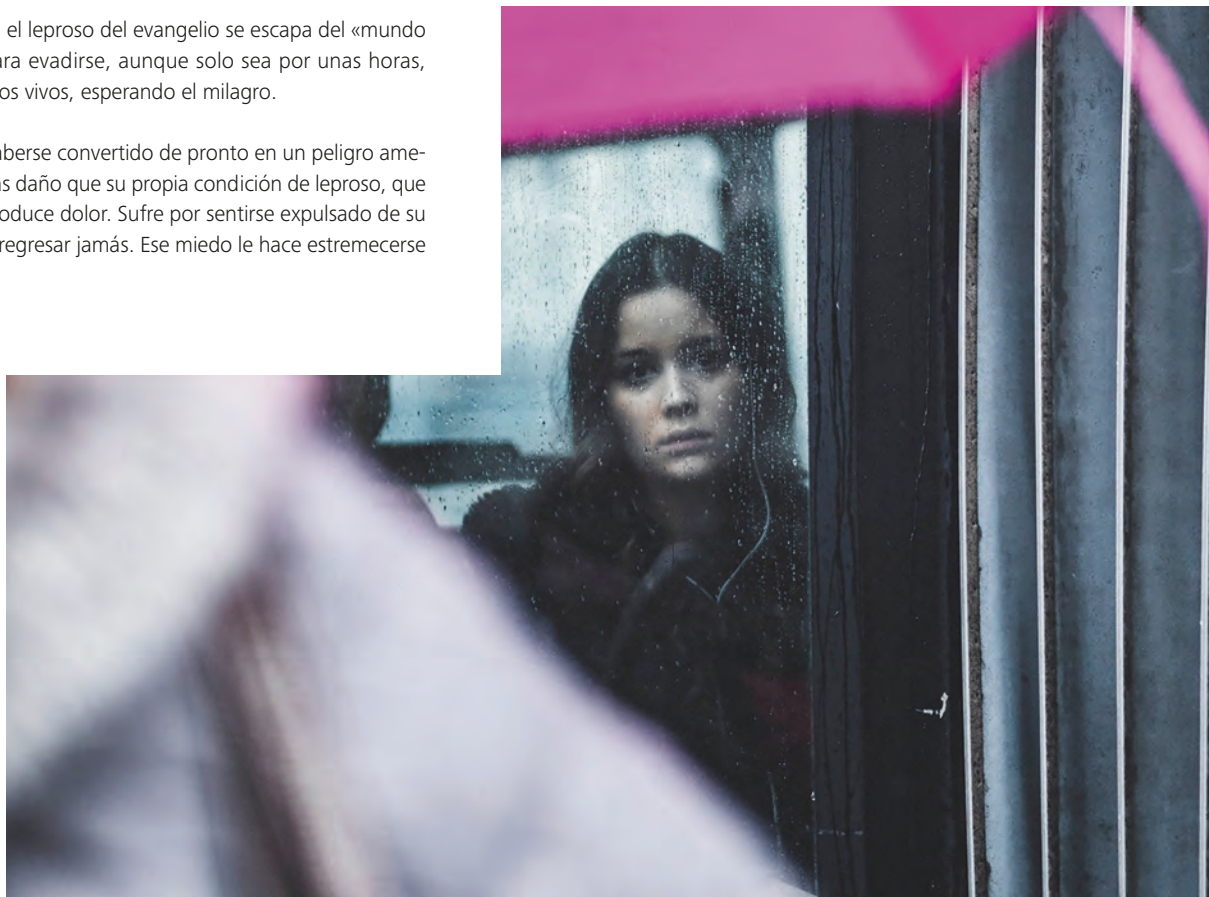 el leproso del evangelio se escapa del «mundo
ara evadirse, aunque solo sea por unas horas,
os vivos, esperando el milagro.
berse convertido de pronto en un peligro ame-
s daño que su propia condición de leproso, que
oduce dolor. Sufre por sentirse expulsado de su
regresar jamás. Ese miedo le hace estremecerse